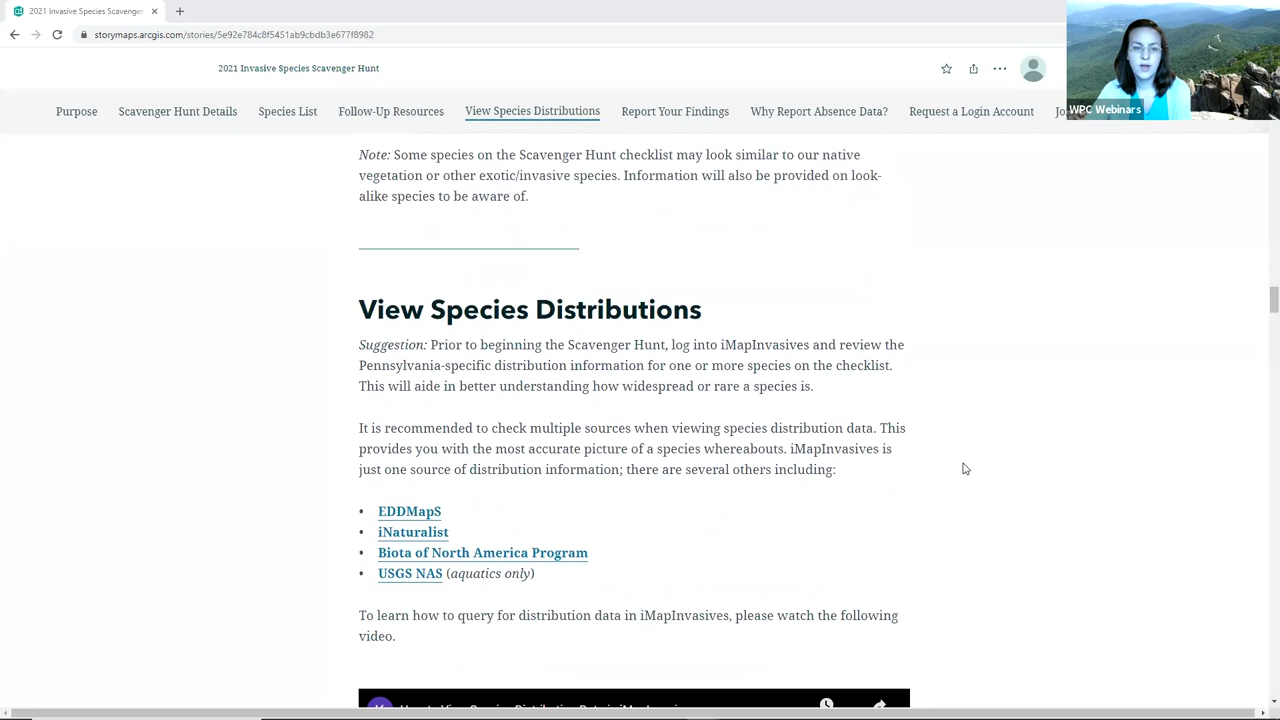 2021 Invasive Species Scavenger
storymaps.arcgis.com/stories/5e92e784c8f5451ab9cbdb3e677f8982
2021 Invasive Species Scavenger Hunt
WPC Webinars
Purpose Scavenger Hunt Details Species List Follow-Up Resources View Species Distributions Report Your Findings Why Report Absence Data? Request a Login Account
Note: Some species on the Scavenger Hunt checklist may look similar to our native
vegetation or other exotic/invasive species. Information will also be provided on look-
alike species to be aware of.
View Species Distributions
Suggestion: Prior to beginning the Scavenger Hunt, log into iMapInvasives and review the
Pennsylvania-specific distribution information for one or more species on the checklist.
This will aide in better understanding how widespread or rare a species is.
It is recommended to check multiple sources when viewing species distribution data. This
provides you with the most accurate picture of a species whereabouts. iMapInvasives is
just one source of distribution information; there are several others including:
• EDDMapS
• iNaturalist
• Biota of North America Program
• USGS NAS (aquatics only)
To learn how to query for distribution data in iMapInvasives, please watch the following
video.